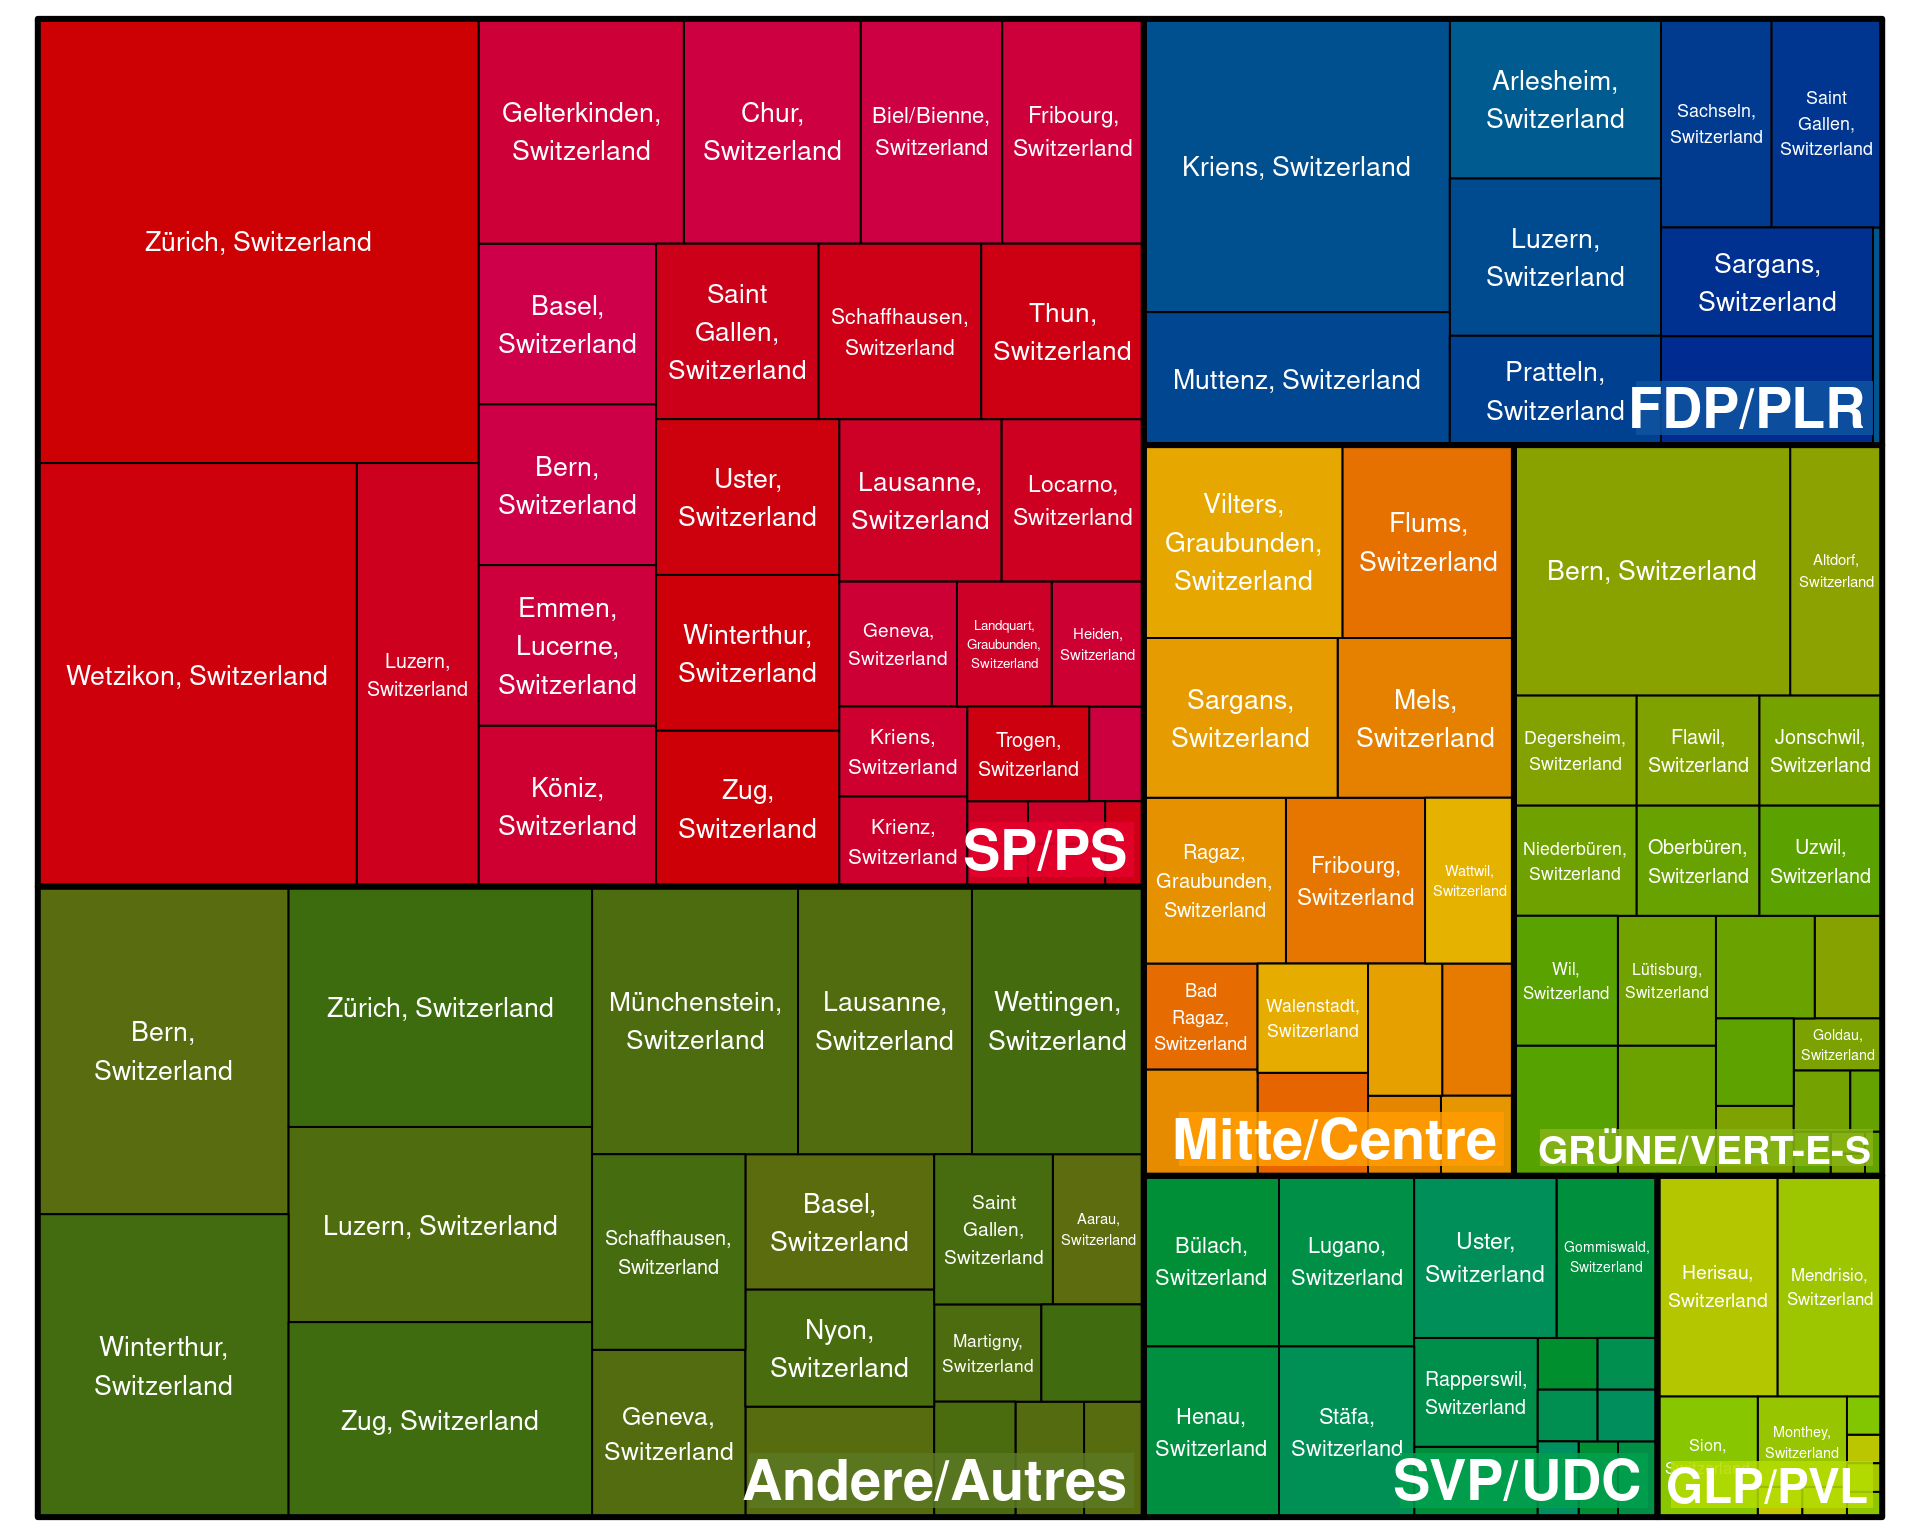 Zürich, Switzerland
Wetzikon, Switzerland
Luzern,
Switzerland
Gelterkinden,
Switzerland
Chur,
Switzerland
Biel/Bienne,
Switzerland
Fribourg,
Switzerland
Basel,
Switzerland
Bern,
Switzerland
Emmen,
Lucerne,
Switzerland
Köniz,
Switzerland
Saint
Gallen,
Switzerland
Schaffhausen,
Switzerland
Thun,
Switzerland
Uster,
Switzerland
Winterthur,
Switzerland
Zug,
Switzerland
Lausanne,
Switzerland
Locarno,
Switzerland
Geneva,
Switzerland
Landquart,
Graubunden,
Switzerland
Heiden,
Switzerland
Kriens,
Switzerland
Krienz,
Switzerland
Trogen,
Switzerland
SP/PS
Bern,
Switzerland
Winterthur,
Switzerland
Zürich, Switzerland
Luzern, Switzerland
Zug, Switzerland
Münchenstein,
Switzerland
Lausanne,
Switzerland
Wettingen,
Switzerland
Schaffhausen,
Switzerland
Geneva,
Switzerland
Basel,
Switzerland
Nyon,
Switzerland
Saint
Gallen,
Switzerland
Aarau,
Switzerland
Martigny,
Switzerland
Andere/Autres
Kriens, Switzerland
Muttenz, Switzerland
Arlesheim,
Switzerland
Luzern,
Switzerland
Pratteln,
Switzerland
Sachseln,
Switzerland
Saint
Gallen,
Switzerland
Sargans,
Switzerland
FDP/PLR
Vilters,
Graubunden,
Switzerland
Flums,
Switzerland
Sargans,
Switzerland
Mels,
Switzerland
Ragaz,
Graubunden,
Switzerland
Fribourg,
Switzerland
Wattwil,
Switzerland
Bad
Ragaz,
Switzerland
Walenstadt,
Switzerland
Mitte/Centre
Bern, Switzerland
Altdorf,
Switzerland
Degersheim,
Switzerland
Flawil,
Switzerland
Jonschwil,
Switzerland
Niederbüren,
Switzerland
Oberbüren,
Switzerland
Uzwil,
Switzerland
Wil,
Switzerland
Lütisburg,
Switzerland
Goldau,
Switzerland
GRÜNE/VERT-E-S
Bülach,
Switzerland
Lugano,
Switzerland
Uster,
Switzerland
Gommiswald,
Switzerland
Henau,
Switzerland
Stäfa,
Switzerland
Rapperswil,
Switzerland
SVP/UDC
Herisau,
Switzerland
Mendrisio,
Switzerland
Sion,
Monthey,
Switzerland
GLP/PVL